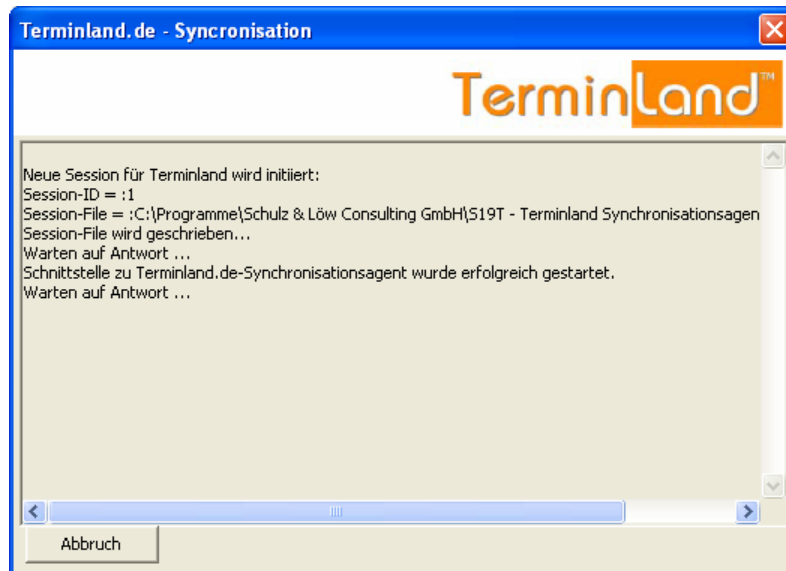 Terminland.de - Syncronisation
TerminLand™
Neue Session für Terminland wird initiiert:
Session-ID = :1
Session-File = :C:\Programme\Schulz & Löw Consulting GmbH\S19T - Terminland Synchronisationsagen
Session-File wird geschrieben...
Warten auf Antwort ...
Schnittstelle zu Terminland.de-Synchronisationsagent wurde erfolgreich gestartet.
Warten auf Antwort ...
Abbruch